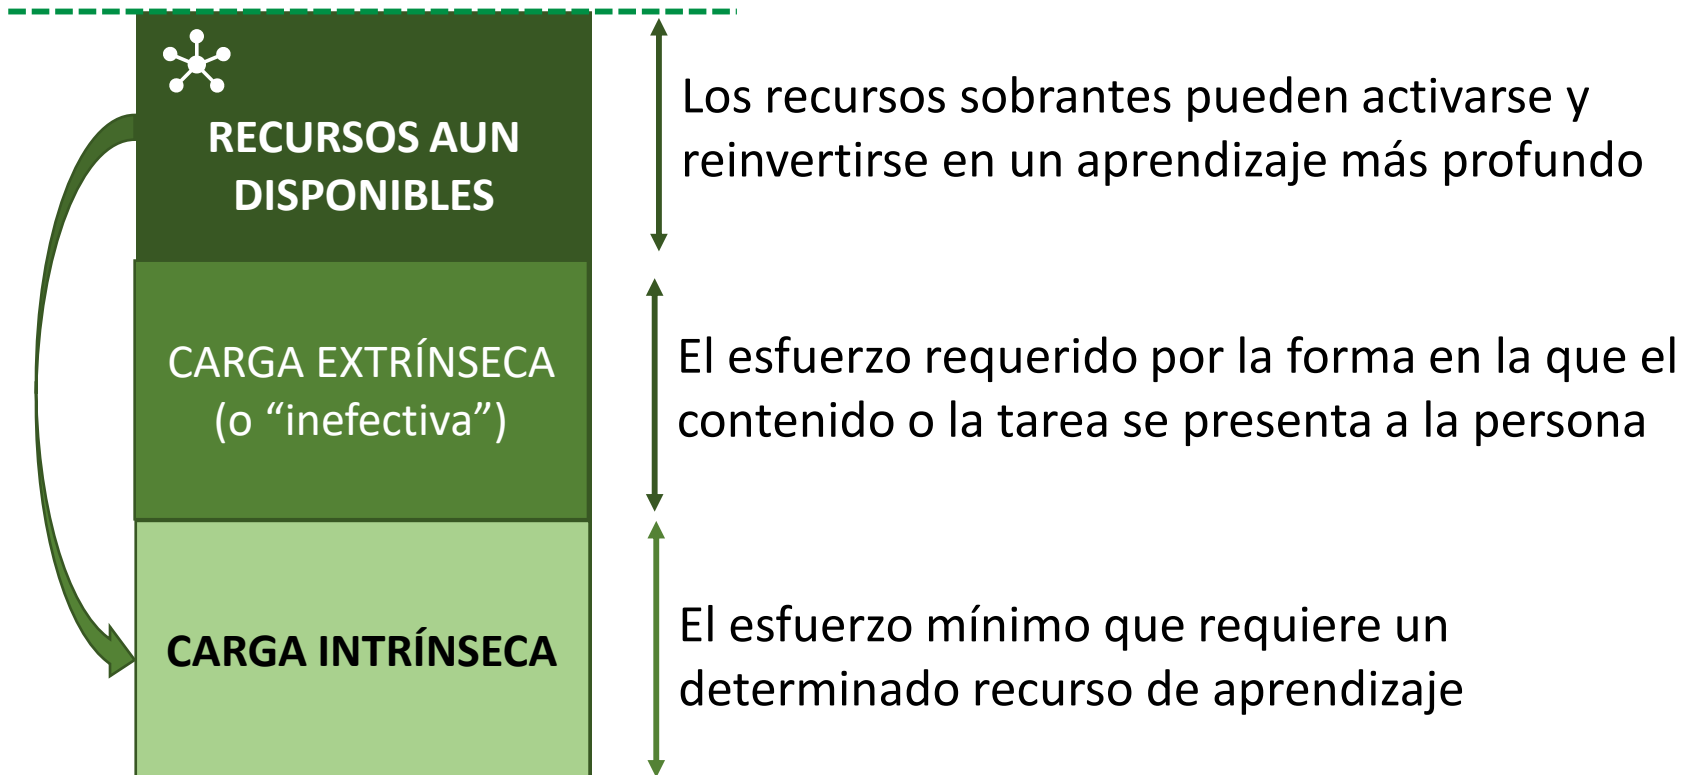 RECURSOS AUN
DISPONIBLES
Los recursos sobrantes pueden activarse y
reinvertirse en un aprendizaje más profundo
CARGA EXTRÍNSECA
(o “inefectiva”)
El esfuerzo requerido por la forma en la que el
contenido o la tarea se presenta a la persona
CARGA INTRÍNSECA
El esfuerzo mínimo que requiere un
determinado recurso de aprendizaje